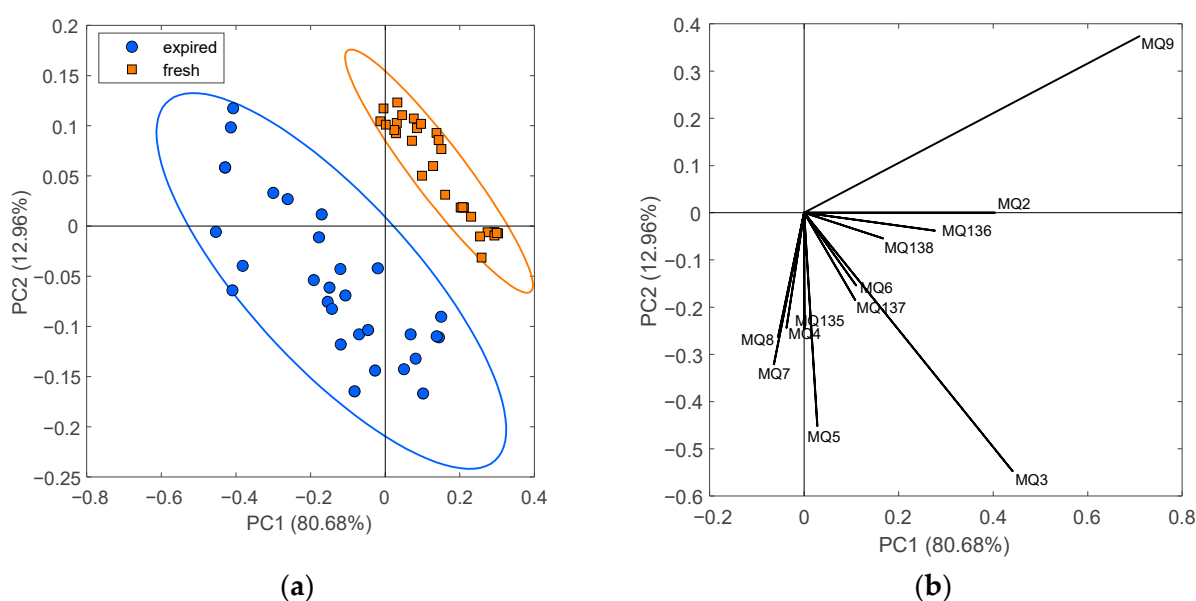 0.2
0.15
0.1
0.05
0
−0.05
−0.1
−0.15
−0.2
−0.25
PC2 (12.96%)
expired
fresh
−0.8
−0.6
−0.4
−0.2
0
0.2
0.4
PC1 (80.68%)
(a)
0.4
0.3
0.2
0.1
0
−0.1
−0.2
−0.3
−0.4
−0.5
−0.6
PC2 (12.96%)
MQ9
MQ2
MQ136
MQ138
MQ6
MQ137
MQ135
MQ4
MQ8
MQ7
MQ5
MQ3
−0.2
0
0.2
0.4
0.6
0.8
PC1 (80.68%)
(b)